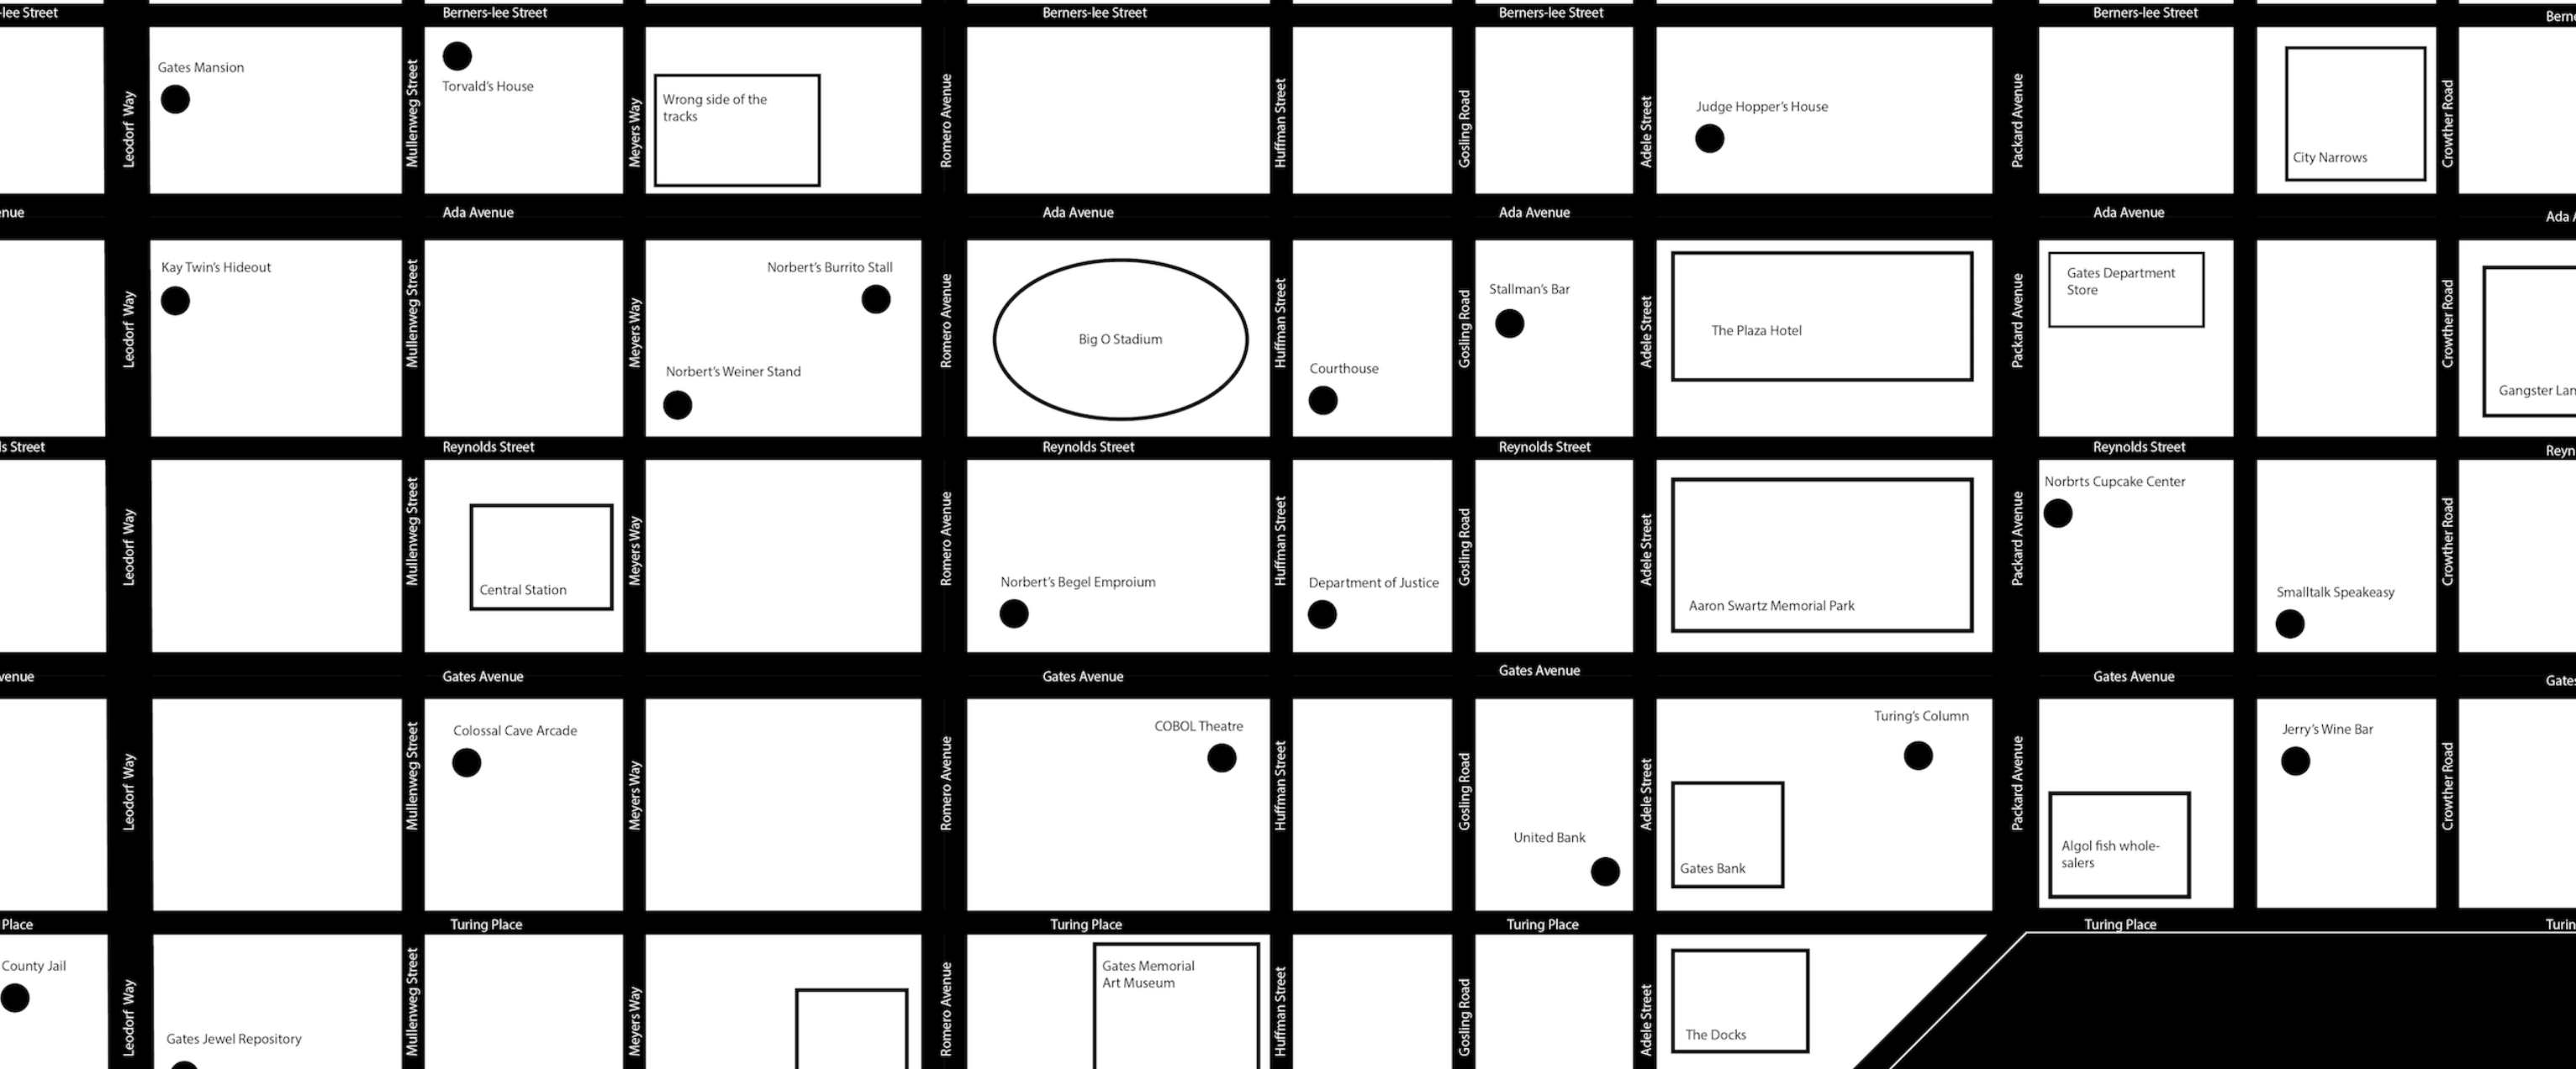 -lee Street
Berners-lee Street
Berners-lee Street
Berners-lee Street
Berners-lee Street
Berne
Gates Mansion
Torvald's House
Wrong side of the
tracks
Judge Hopper's House
City Narrows
Leodorf Way
Mullenweg Street
Meyers Way
Romero Avenue
Huffman Street
Gosling Road
Adele Street
Packard Avenue
Crowther Road
enue
Ada Avenue
Ada Avenue
Ada Avenue
Ada Avenue
Ada A
Kay Twin's Hideout
Norbert's Burrito Stall
Norbert's Weiner Stand
Big O Stadium
Courthouse
Stallman's Bar
The Plaza Hotel
Gates Department
Store
Gangster Lan
Leodorf Way
Mullenweg Street
Meyers Way
Romero Avenue
Huffman Street
Gosling Road
Adele Street
Packard Avenue
Crowther Road
ls Street
Reynolds Street
Reynolds Street
Reynolds Street
Reynolds Street
Reyn
Central Station
Norbert's Begel Emproium
Department of Justice
Aaron Swartz Memorial Park
Norbrts Cupcake Center
Smalltalk Speakeasy
Leodorf Way
Mullenweg Street
Meyers Way
Romero Avenue
Huffman Street
Gosling Road
Adele Street
Packard Avenue
Crowther Road
venue
Gates Avenue
Gates Avenue
Gates Avenue
Gates Avenue
Gates
Colossal Cave Arcade
COBOL Theatre
United Bank
Turing's Column
Gates Bank
Jerry's Wine Bar
Algol fish whole-
salers
Leodorf Way
Mullenweg Street
Meyers Way
Romero Avenue
Huffman Street
Gosling Road
Adele Street
Packard Avenue
Crowther Road
Place
Turing Place
Turing Place
Turing Place
Turing Place
Turin
County Jail
Gates Jewel Repository
Gates Memorial
Art Museum
The Docks
Leodorf Way
Mullenweg Street
Meyers Way
Romero Avenue
Huffman Street
Gosling Road
Adele Street